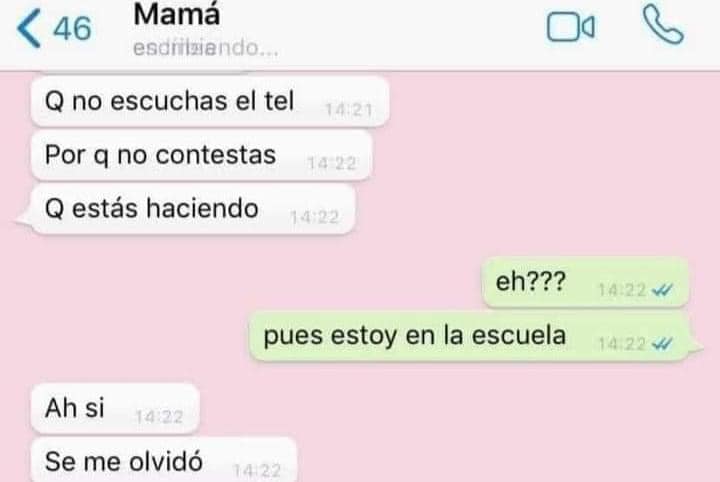 46
Mamá
Q no escuchas el tel 14:21
Por q no contestas 14:22
Q estás haciendo 14:22
eh??? 14:22
pues estoy en la escuela 14:22
Ah si 14:22
Se me olvidó 14:22